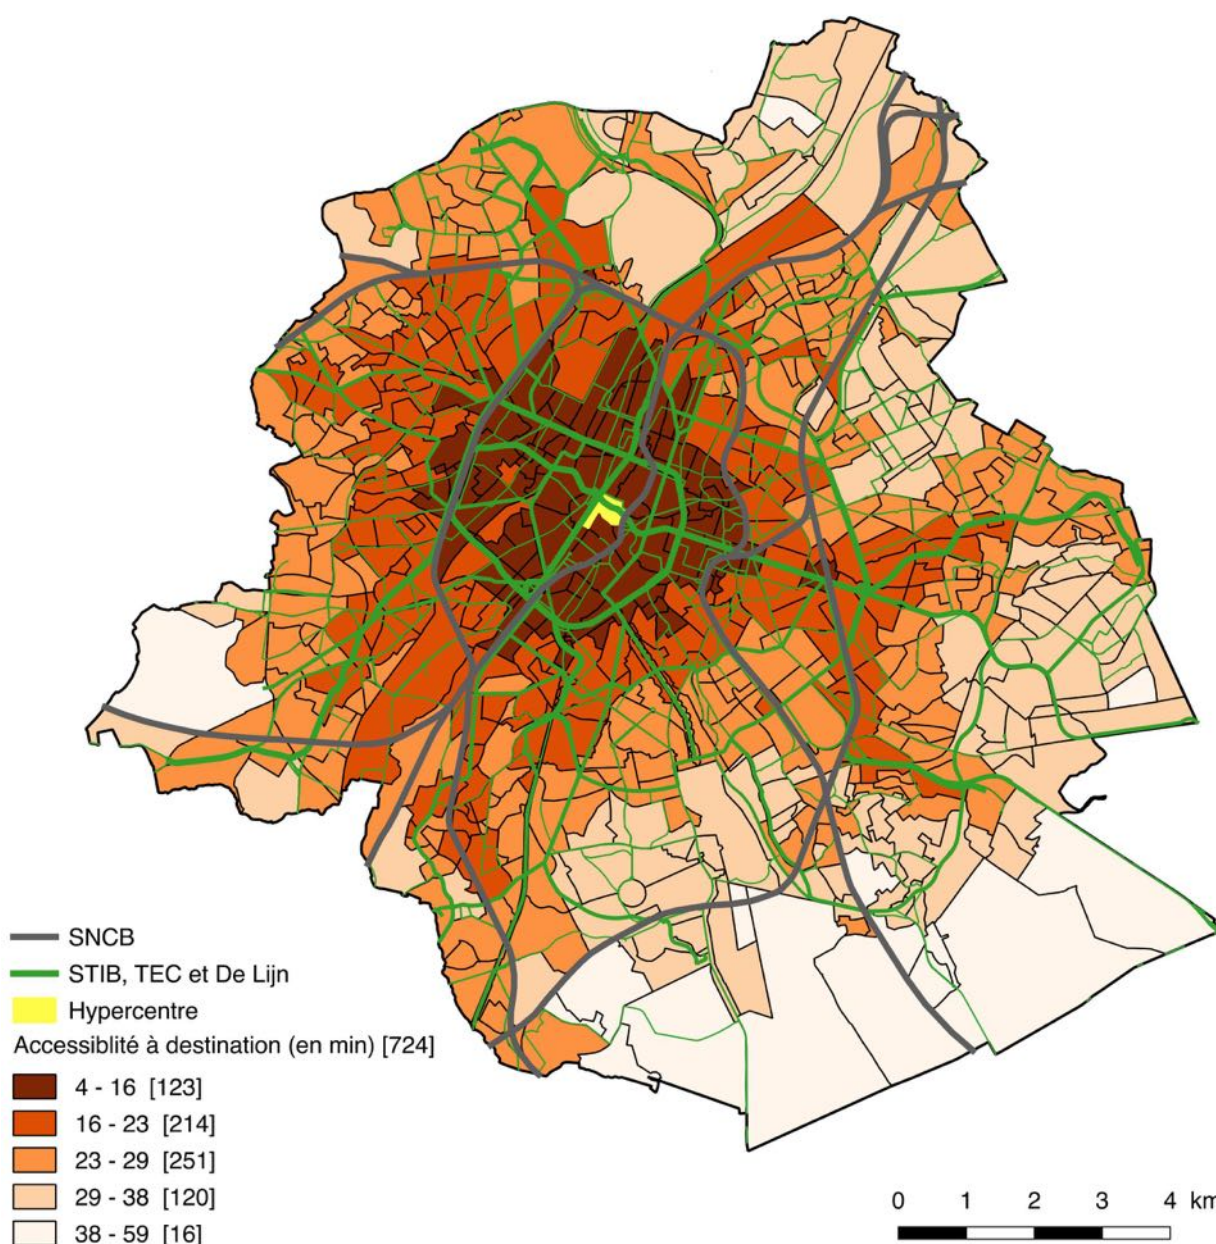 SNCB
STIB, TEC et De Lijn
Hypercentre
Accessiblité à destination (en min) [724]
4 - 16 [123]
16 - 23 [214]
23 - 29 [251]
29 - 38 [120]
38 - 59 [16]
0 1 2 3 4 km